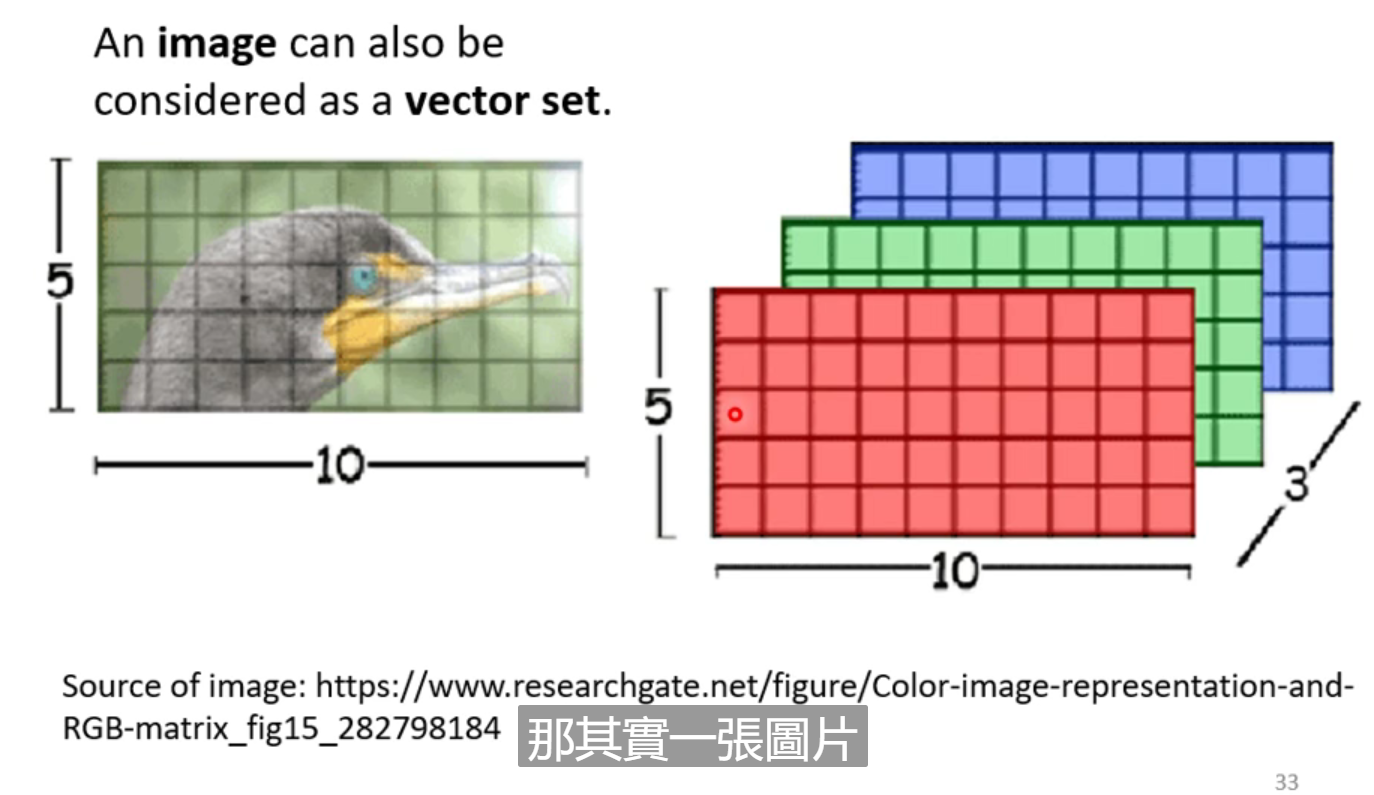 An image can also be
considered as a vector set.
5
10
5
10
3
Source of image: https://www.researchgate.net/figure/Color-image-representation-and-
RGB-matrix_fig15_282798184
那其實一張圖片
33